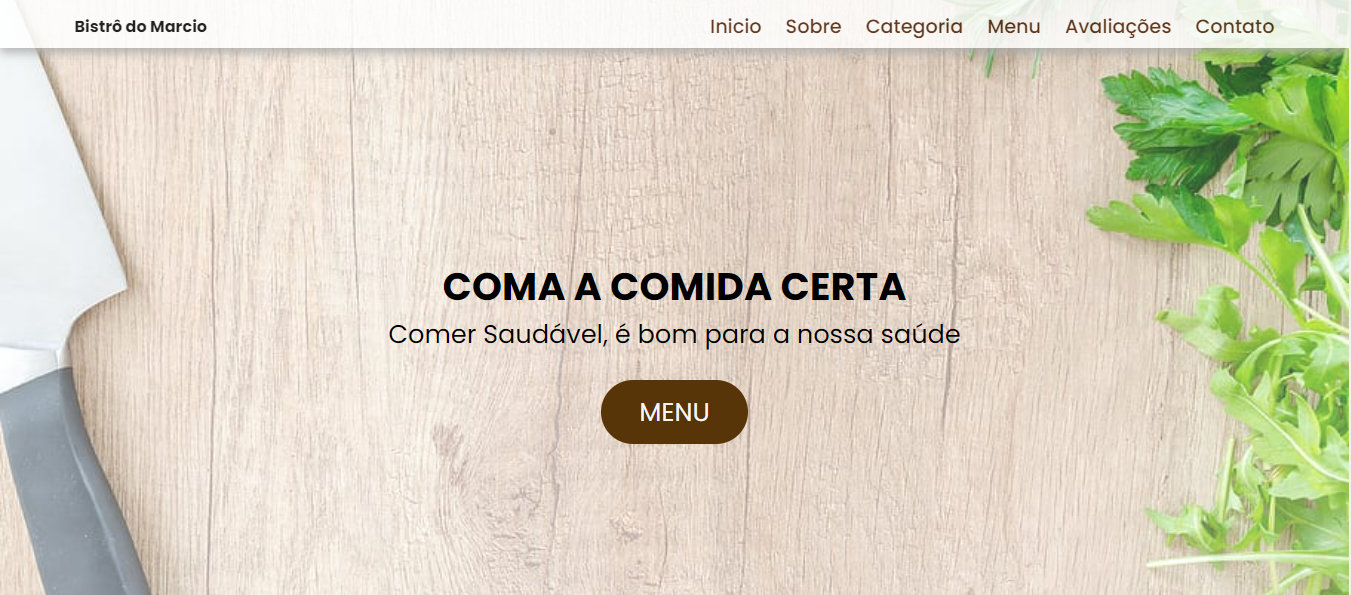 Bistrô do Marcio
Inicio Sobre Categoria Menu Avaliações Contato
COMA A COMIDA CERTA
Comer Saudável, é bom para a nossa saúde
MENU